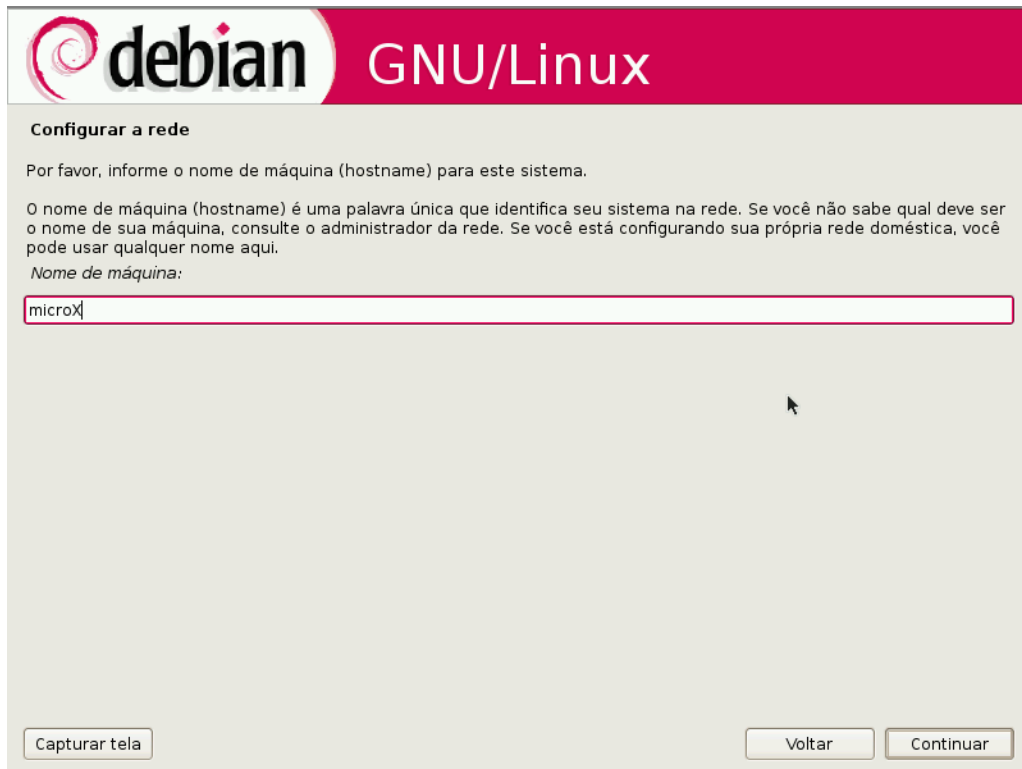 debian GNU/Linux
Configurar a rede
Por favor, informe o nome de máquina (hostname) para este sistema.
O nome de máquina (hostname) é uma palavra única que identifica seu sistema na rede. Se você não sabe qual deve ser
o nome de sua máquina, consulte o administrador da rede. Se você está configurando sua própria rede doméstica, você
pode usar qualquer nome aqui.
Nome de máquina:
microX
Capturar tela
Voltar
Continuar